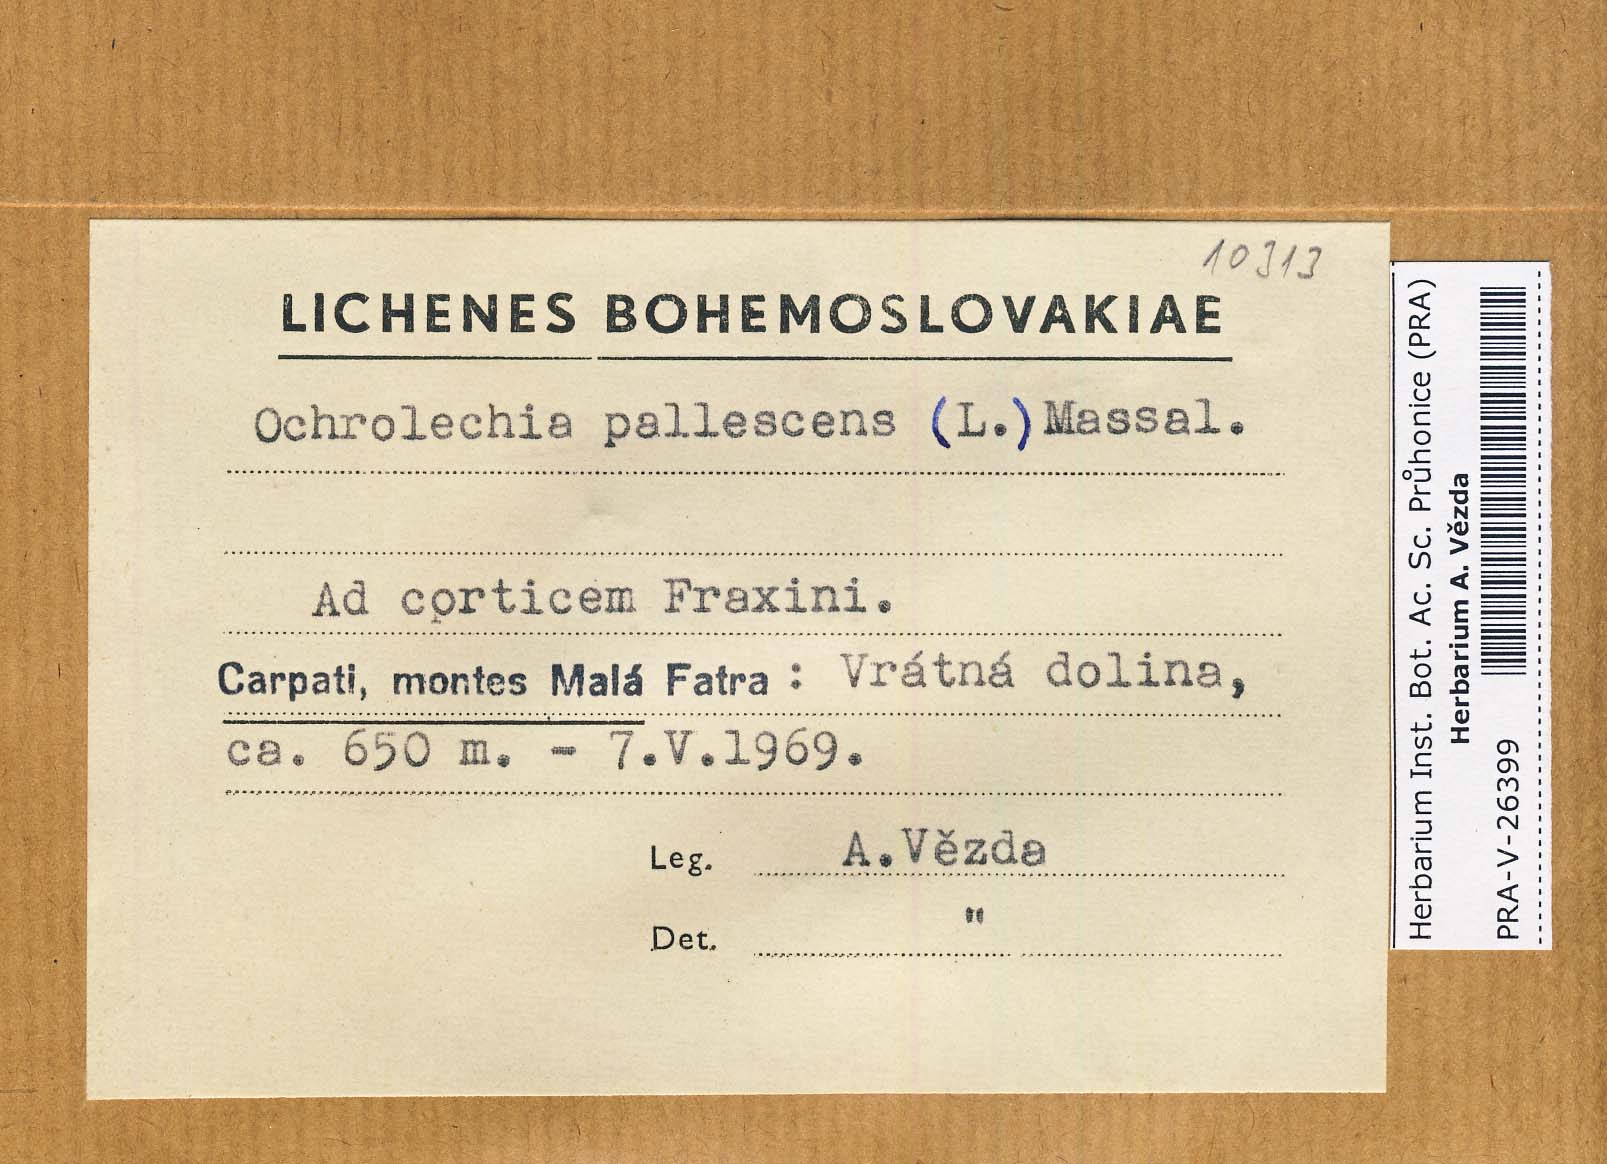 10313
LICHENES BOHEMOSLOVAKIAE
Ochrolechia pallescens (L.) Massal.
Ad corticem Fraxini.
Carpati, montes Malá Fatra : Vrátná dolina,
ca. 650 m. - 7.V.1969.
Leg. A.Vězda
Det. "
Herbarium Inst. Bot. Ac. Sc. Průhonice (PRA)
Herbarium A. Vězda
PRA-V-26399